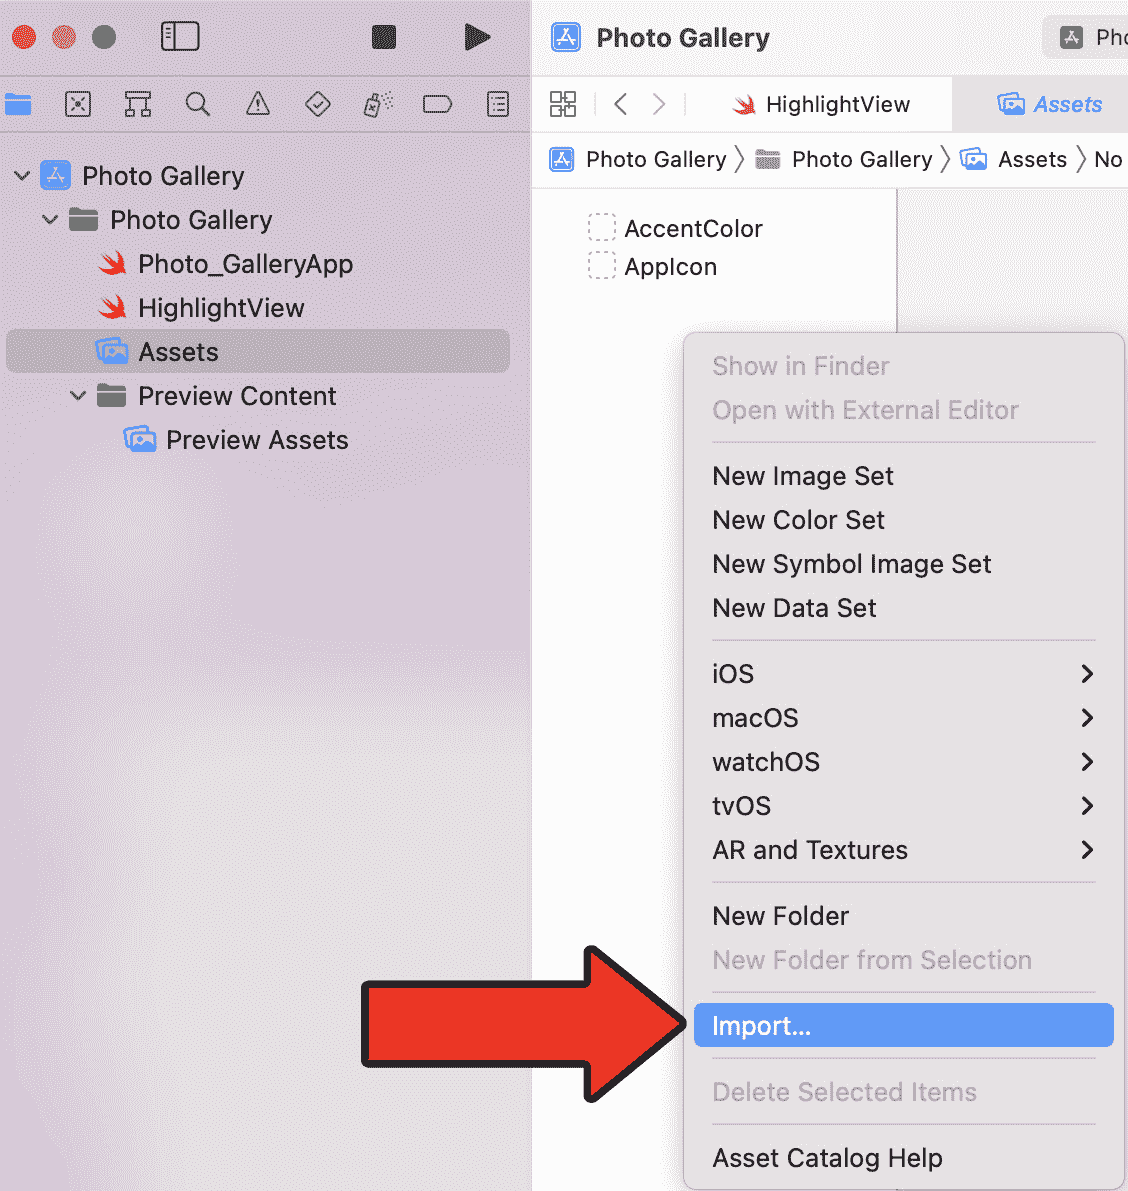 Photo Gallery
Pho
HighlightView
Assets
Photo Gallery
Photo Gallery
Assets
No
Photo Gallery
Photo Gallery
Photo_GalleryApp
HighlightView
Assets
Preview Content
Preview Assets
AccentColor
AppIcon
Show in Finder
Open with External Editor
New Image Set
New Color Set
New Symbol Image Set
New Data Set
iOS
macOS
watchOS
tvOS
AR and Textures
New Folder
New Folder from Selection
Import...
Delete Selected Items
Asset Catalog Help